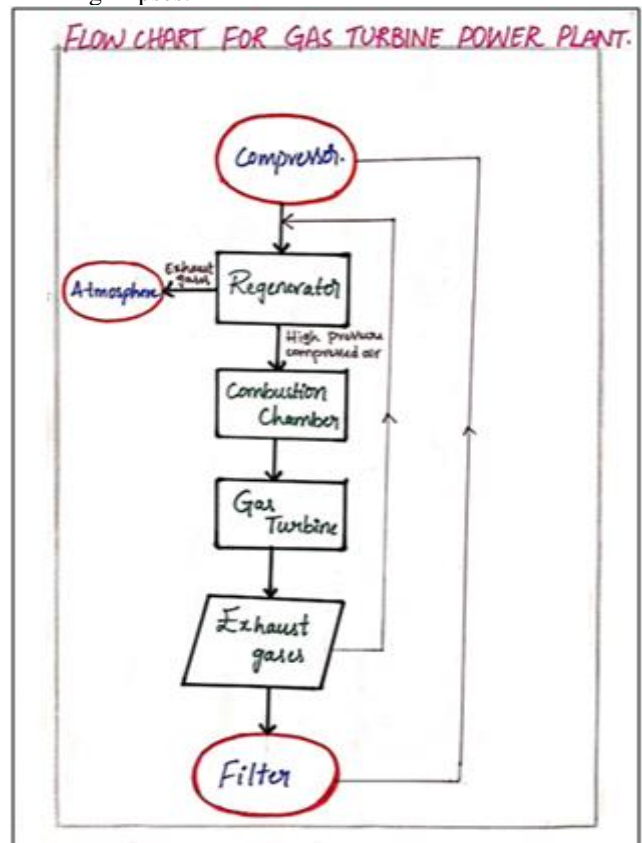 FLOW CHART FOR GAS TURBINE POWER PLANT.
Compressor.
Exhaust
gases
Atmosphere
Regenerator
High pressure
compressed air
Combustion
Chamber
Gas
Turbine
Exhaust
gases
Filter